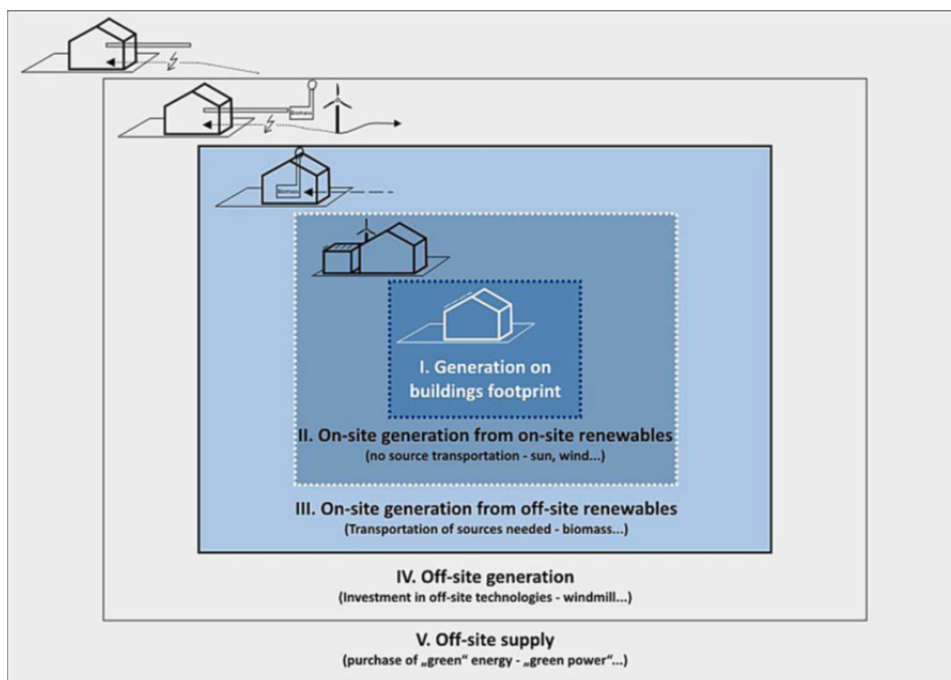 Biomass
Biomass
I. Generation on
buildings footprint
II. On-site generation from on-site renewables
(no source transportation - sun, wind...)
III. On-site generation from off-site renewables
(Transportation of sources needed - biomass...)
IV. Off-site generation
(Investment in off-site technologies - windmill...)
V. Off-site supply
(purchase of „green“ energy - „green power“...)